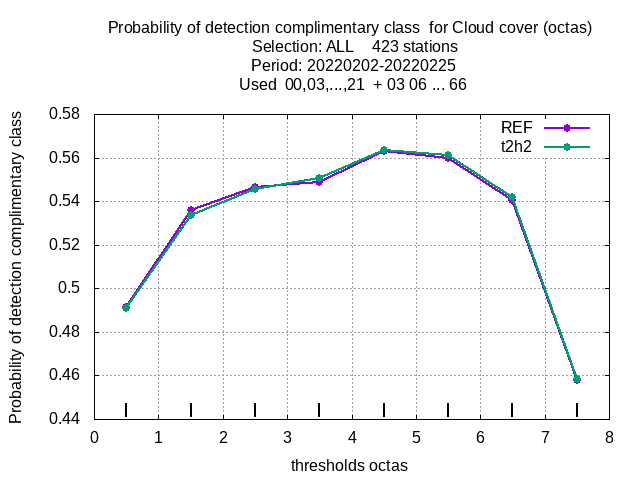 Probability of detection complimentary class  for Cloud cover (octas)
Selection: ALL    423 stations
Period: 20220202-20220225
Used  00,03,...,21  + 03 06 ... 66
Probability of detection complimentary class
0.58
0.56
0.54
0.52
0.5
0.48
0.46
0.44
REF
t2h2
0 1 2 3 4 5 6 7 8
thresholds octas